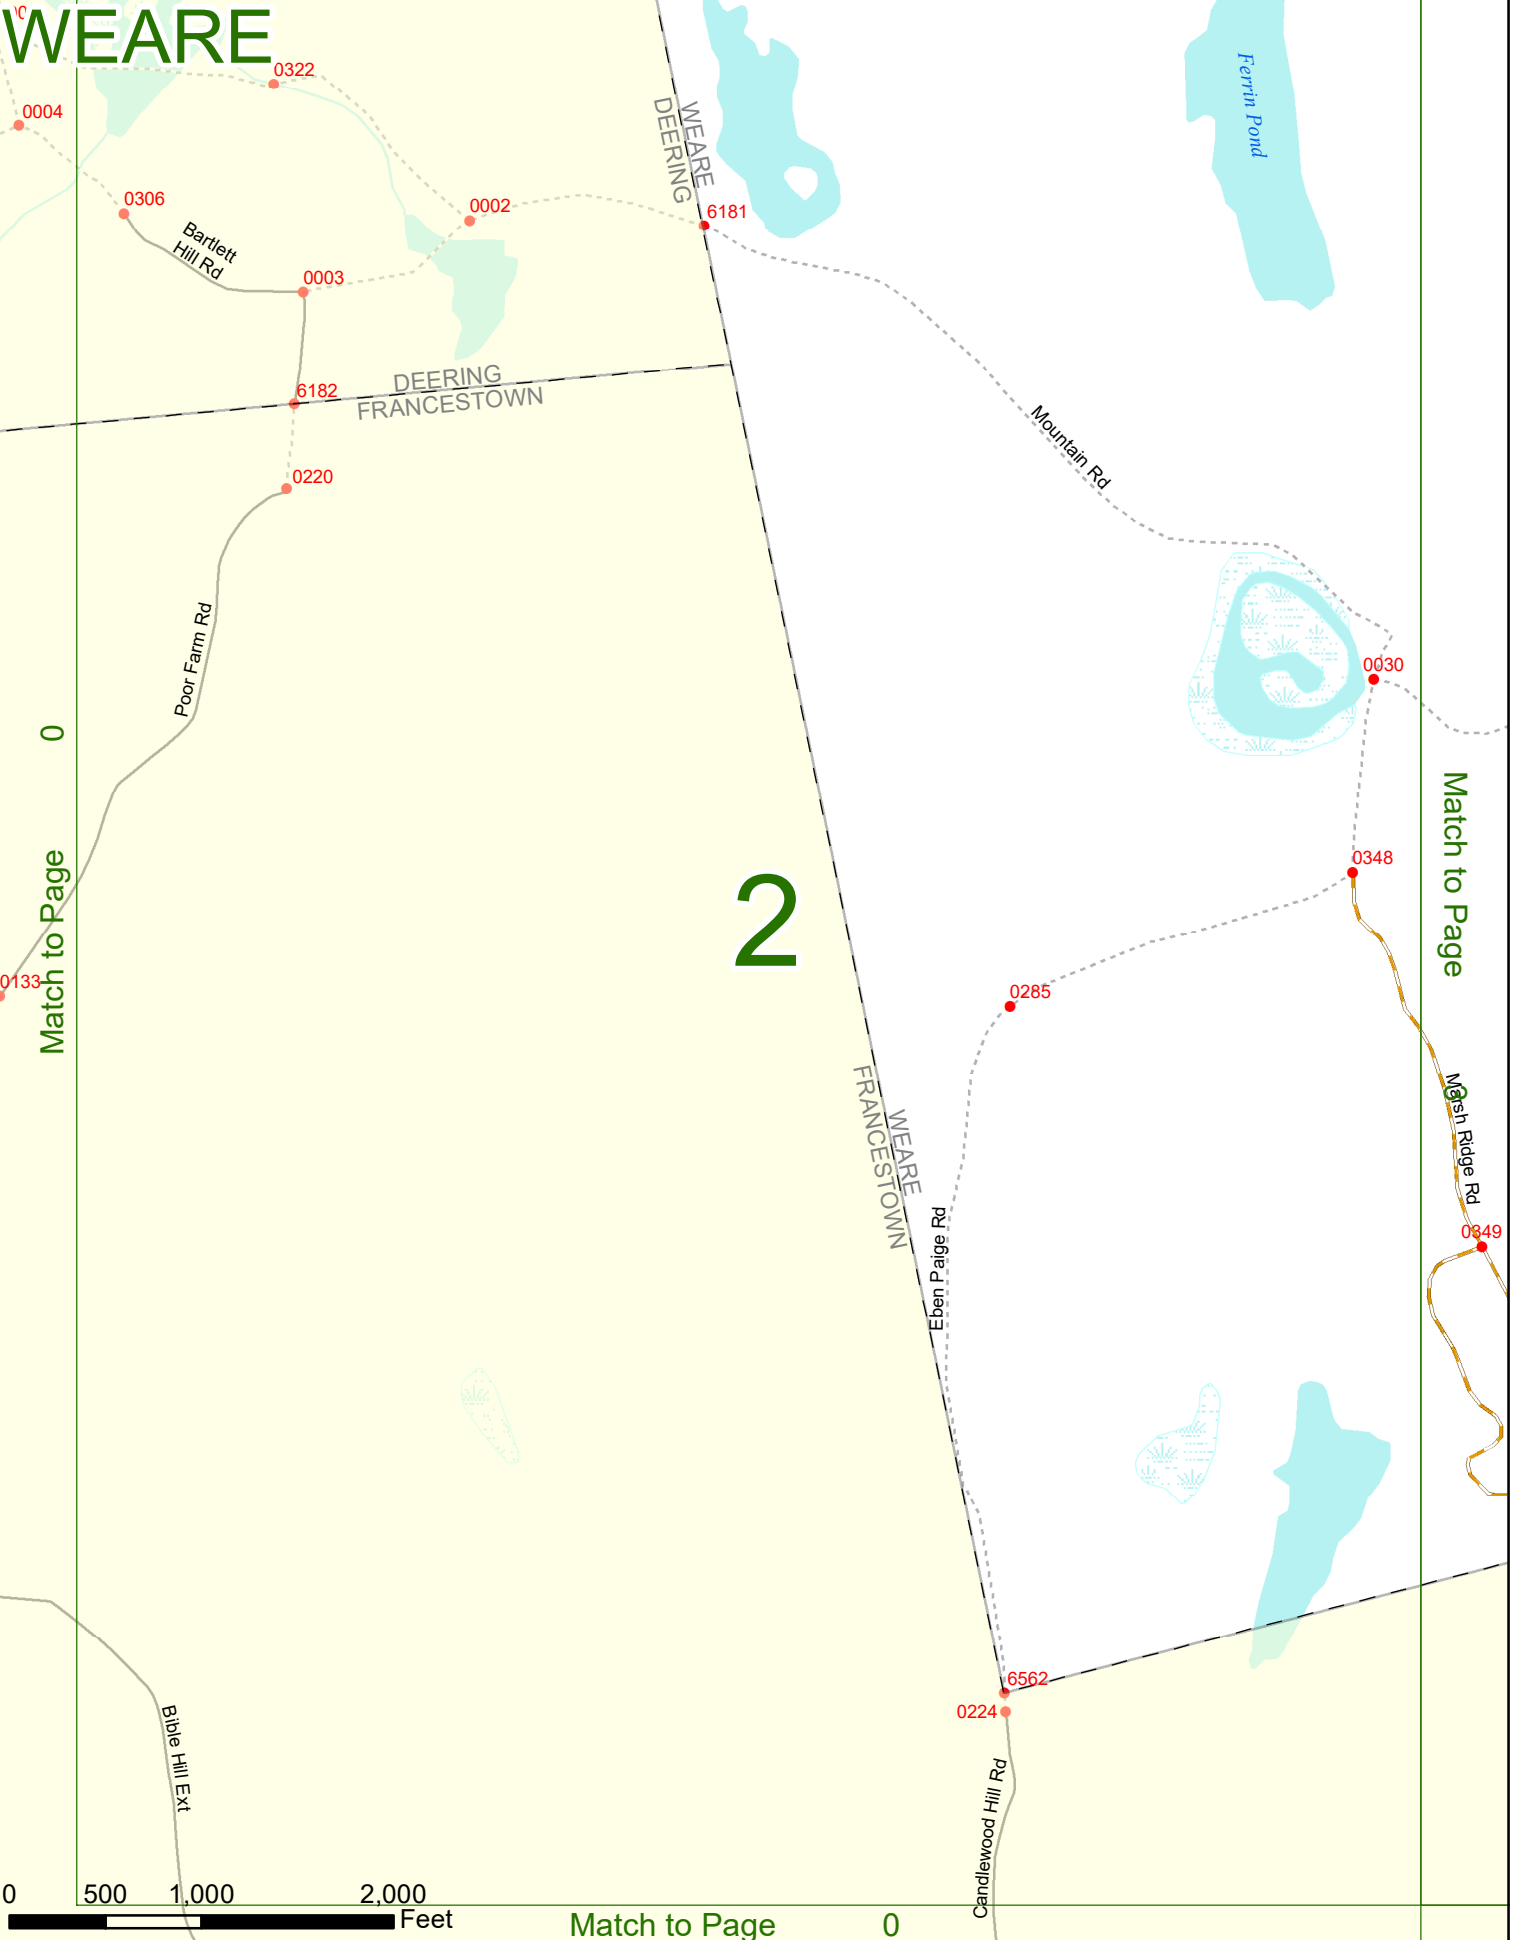 WEARE
0322
0004
0306
Bartlett
Hill Rd
0002
0003
WEARE
DEERING
6181
Ferrin Pond
DEERING
FRANCESTOWN
6182
0220
Mountain Rd
Poor Farm Rd
0030
0348
Match to Page 0
Match to Page 3
2
0133
0285
WEARE
FRANCESTOWN
Eben Paige Rd
Marsh Ridge Rd
0349
6562
0224
Bible Hill Ext
Candlewood Hill Rd
0 500 1,000 2,000
Feet
Match to Page 0